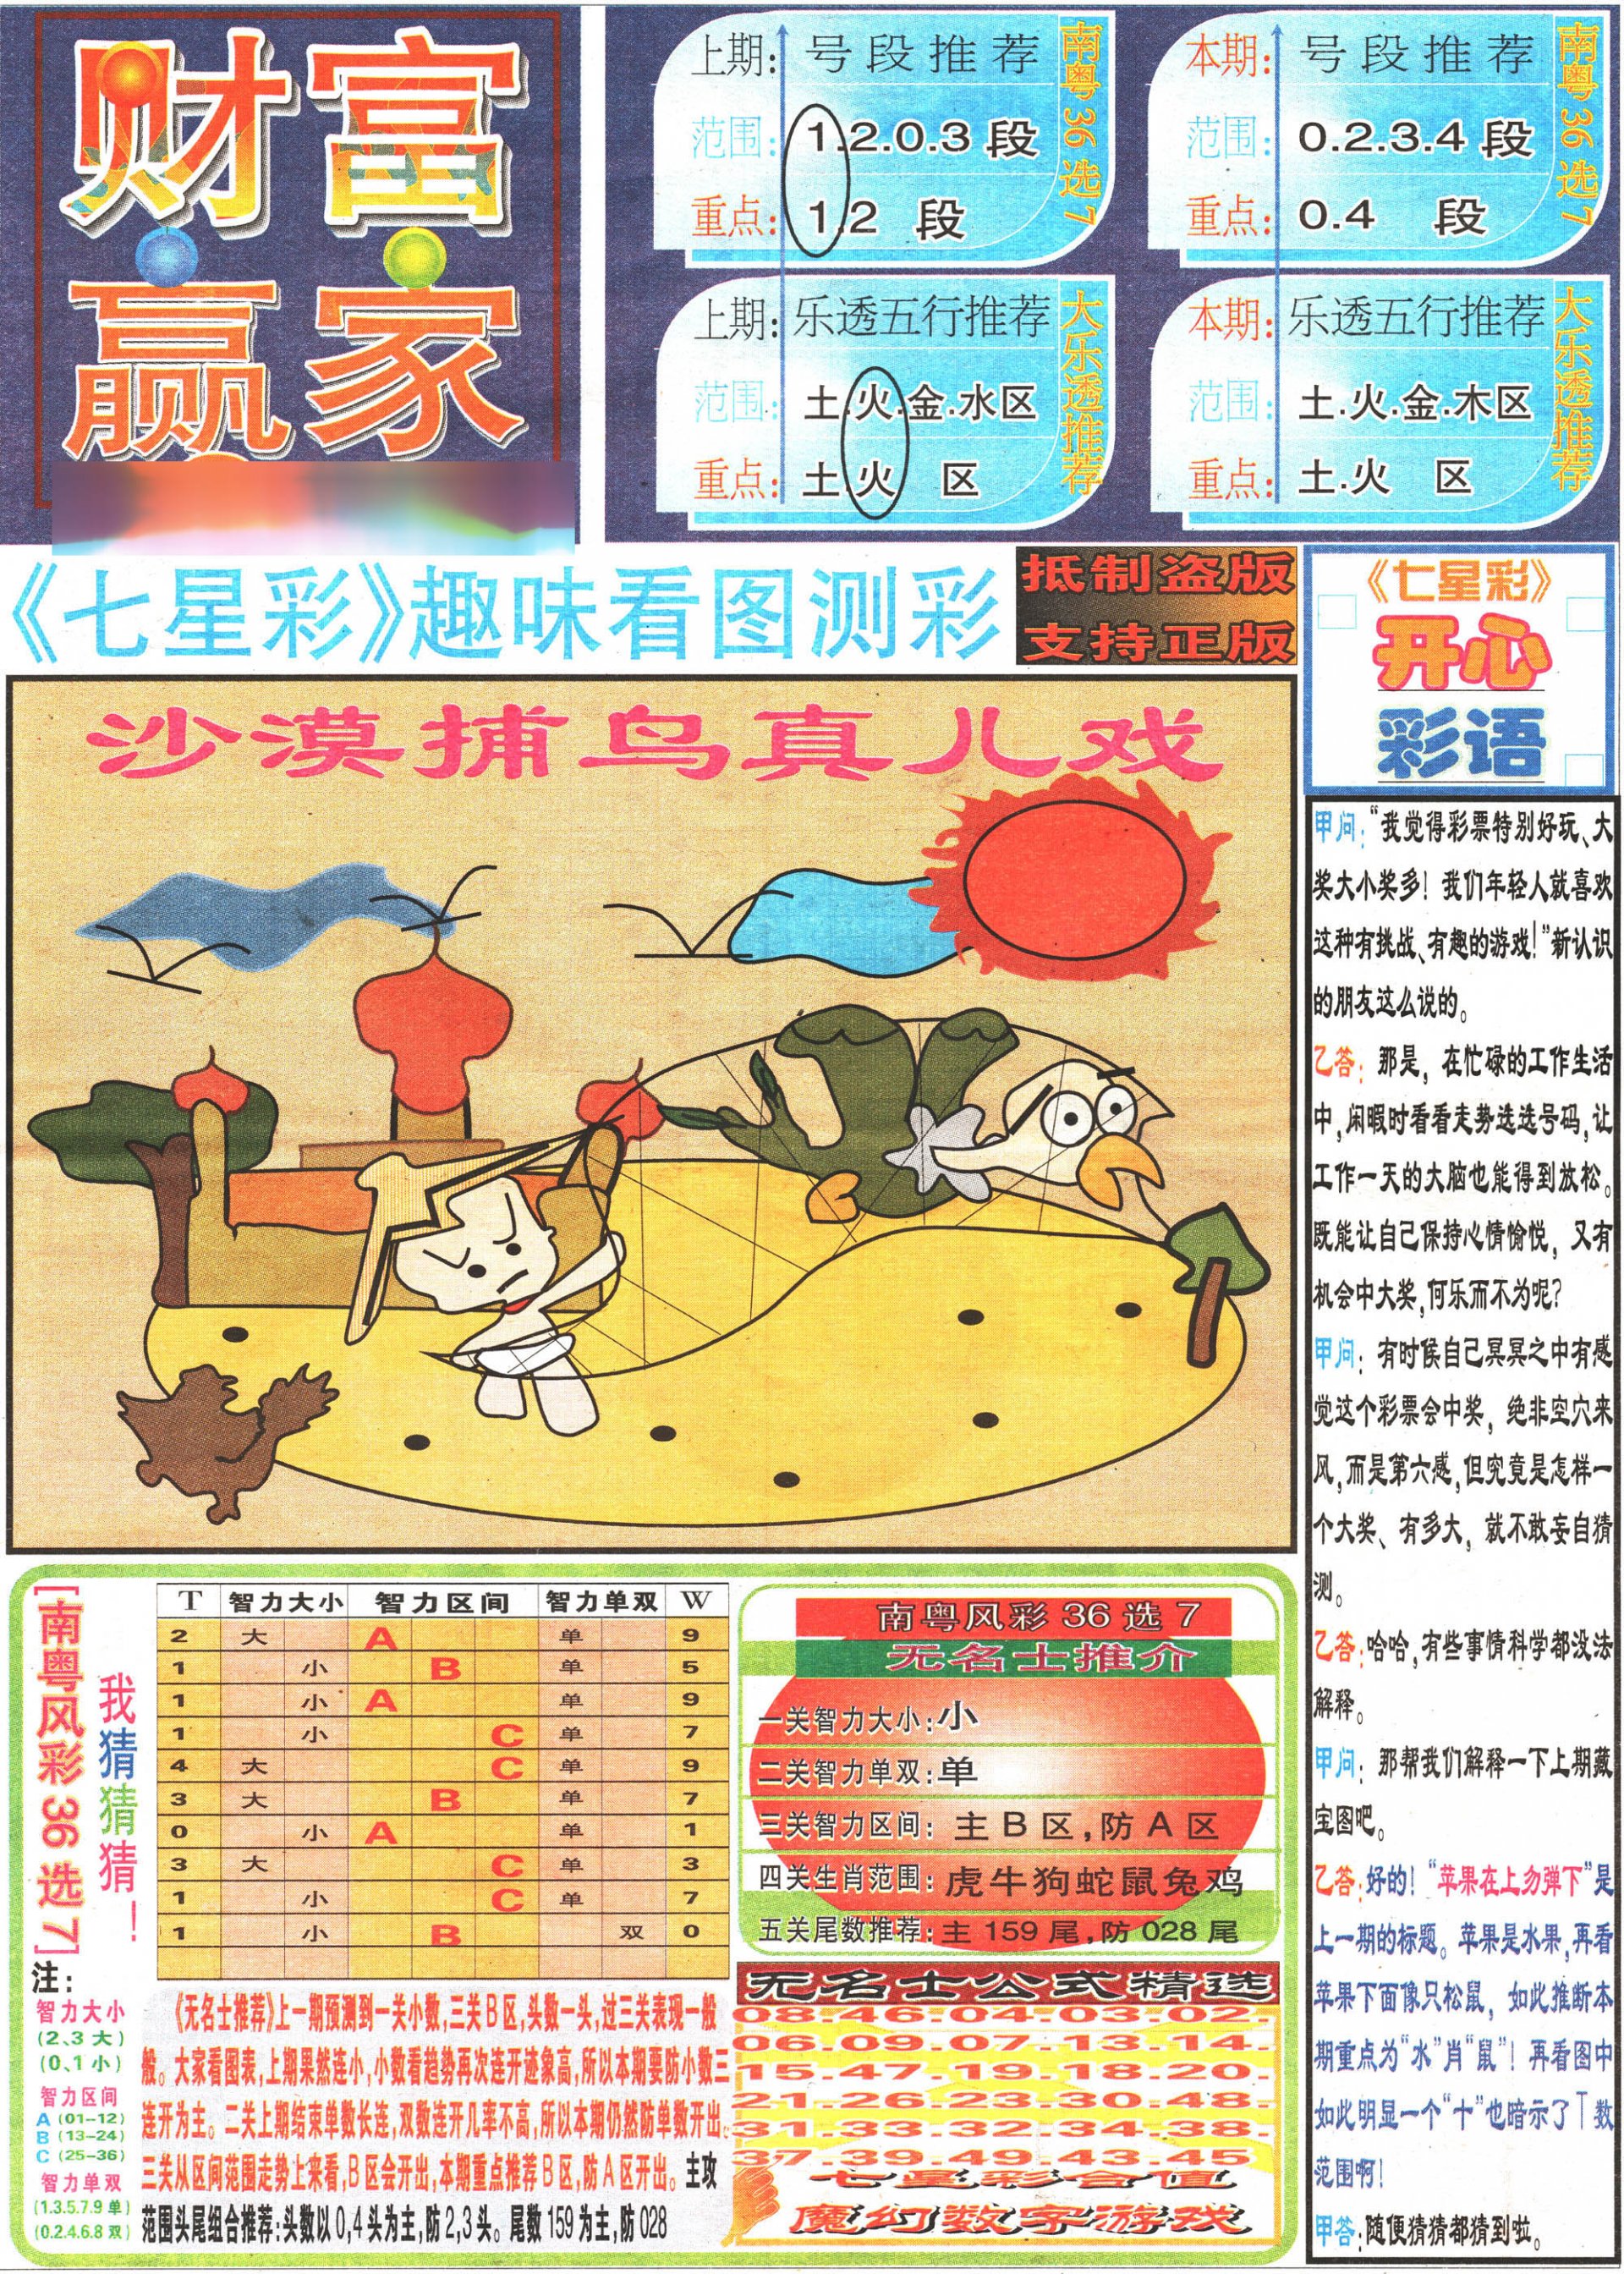 财富
赢家
上期：号段推荐
范围：1.2.0.3 段
重点：1.2 段
南粤36选7
本期：号段推荐
范围：0.2.3.4 段
重点：0.4 段
南粤36选7
上期：乐透五行推荐
范围：土.火.金.水区
重点：土.火 区
大乐透推荐
本期：乐透五行推荐
范围：土.火.金.木区
重点：土.火 区
大乐透推荐
《七星彩》趣味看图测彩
抵制盗版
支持正版
沙漠捕鸟真儿戏
《七星彩》
开心
彩语
甲问：“我觉得彩票特别好玩、大
奖大小奖多！我们年轻人就喜欢
这种有挑战、有趣的游戏！”新认识
的朋友这么说的。
乙答：那是，在忙碌的工作生活
中，闲暇时看看走势选选号码，让
工作一天的大脑也能得到放松。
既能让自己保持心情愉悦，又有
机会中大奖，何乐而不为呢？
甲问：有时候自己冥冥之中有感
觉这个彩票会中奖，绝非空穴来
风，而是第六感，但究竟是怎样一
个大奖、有多大，就不敢妄自猜
测。
乙答：哈哈，有些事情科学都没法
解释。
甲问：那帮我们解释一下上期藏
宝图吧。
乙答：好的！“苹果在上勿弹下”是
上一期的标题。苹果是水果，再看
苹果下面像只松鼠，如此推断本
期重点为“水”肖“鼠”！再看图中
如此明显一个“十”也暗示了丁数
范围啊！
甲答：随便猜猜都猜到啦。
[南粤风彩36选7]
我猜猜猜！
注：
智力大小
(2.3 大)
(0.1 小)
智力区间
A (01--12)
B (13--24)
C (25--36)
智力单双
(1.3.5.7.9 单)
(0.2.4.6.8 双)
T 智力大小 智力区间 智力单双 W
2 大 A 单 9
1 小 B 单 5
1 小 A 单 9
1 小 C 单 7
4 大 C 单 9
3 大 B 单 7
0 小 A 单 1
3 大 C 单 3
1 小 C 单 7
1 小 B 双 0
《无名士推荐》上一期预测到一关小数，三关B区，头数一头，过三关表现一般
般。大家看图表，上期果然连小，小数看趋势再次连开迹象高，所以本期要防小数三
连开为主。二关上期结束单数长连，双数连开几率不高，所以本期仍然防单数开出。
三关从区间范围走势上来看，B区会开出，本期重点推荐B区，防A区开出。主攻
范围头尾组合推荐：头数以0,4头为主，防2,3头。尾数159为主，防028
南粤风彩36选7
无名士推介
一关智力大小：小
二关智力单双：单
三关智力区间：主B区，防A区
四关生肖范围：虎牛狗蛇鼠兔鸡
五关尾数推荐：主159尾，防028尾
无名士公式精选
08.46.04.03.02.
06.09.07.13.14.
15.47.19.18.20.
21.26.23.30.48.
31.33.32.34.38.
37.39.49.43.45
七星彩合值
魔幻数字游戏